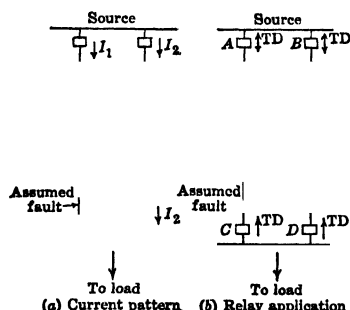 Source
Source
I₁
I₂
A
TD
B
TD
Assumed
fault
Assumed
fault
I₂
C
TD
D
TD
To load
To load
(a) Current pattern
(b) Relay application